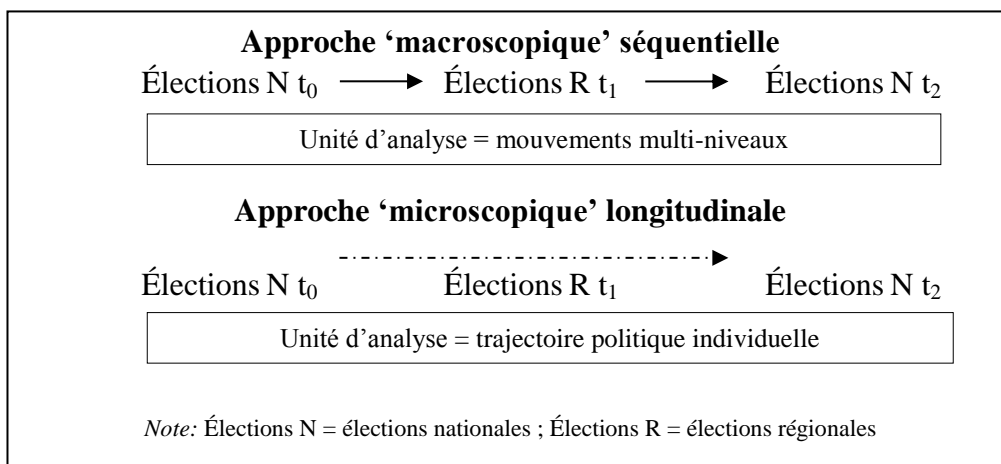 Approche ‘macroscopique’ séquentielle
Élections N t₀ Élections R t₁ Élections N t₂
Unité d’analyse = mouvements multi-niveaux
Approche ‘microscopique’ longitudinale
Élections N t₀ Élections R t₁ Élections N t₂
Unité d’analyse = trajectoire politique individuelle
Note: Élections N = élections nationales ; Élections R = élections régionales